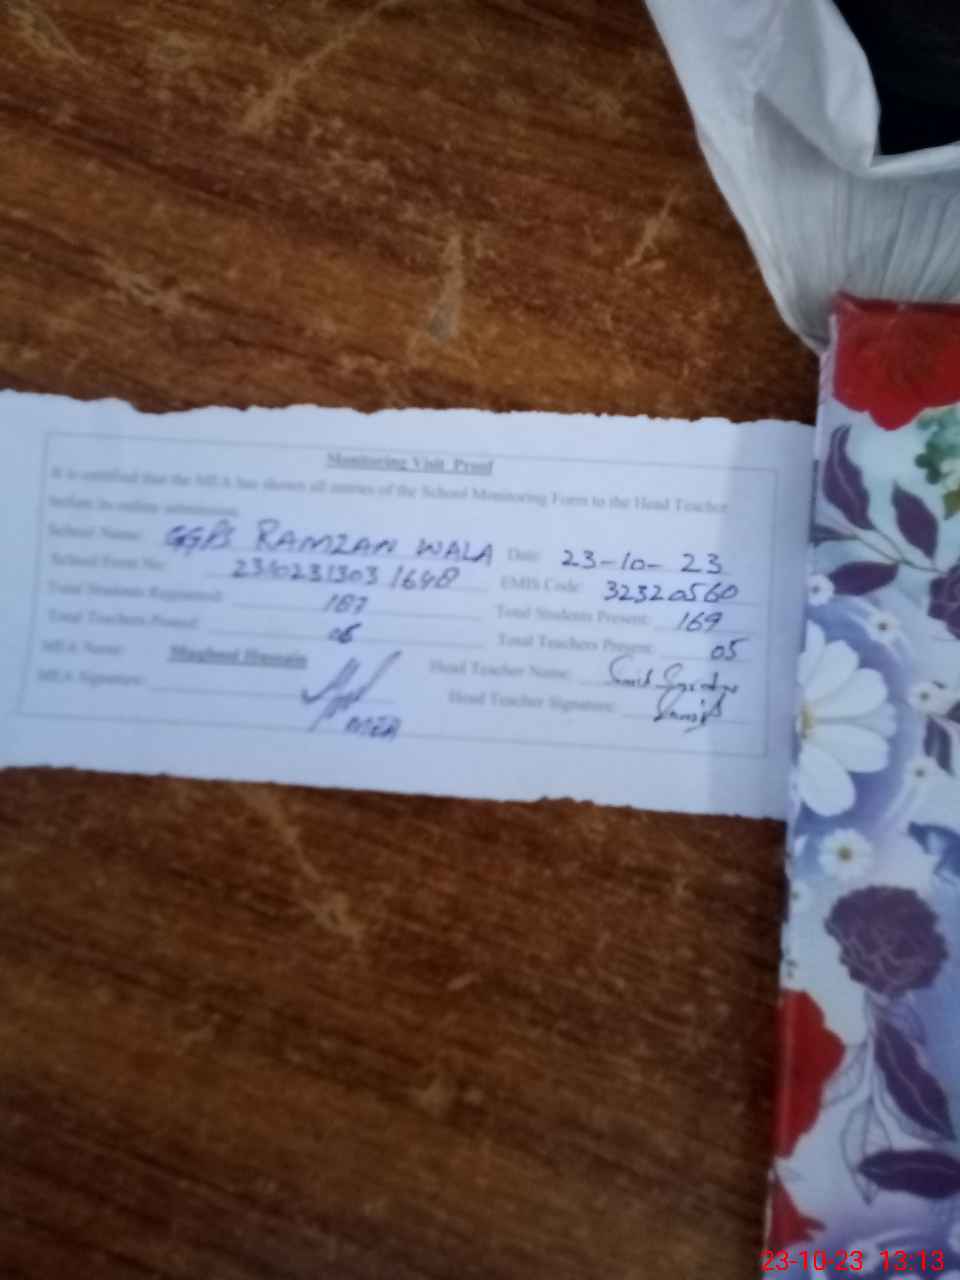 Monitoring Visit Proof
It is certified that the MEA has shown all entries of the School Monitoring Form to the Head Teacher
before its online submission.
School Name: GGPS RAMZAN WALA Date: 23-10-23
School Form No: EMIS Code: 32320560
Total Students Registered: 187 Total Students Present: 169
Total Teachers Posted: Total Teachers Present: 05
MEA Name: Maqbool Hussain Head Teacher Name:
MEA Signature: MEA Head Teacher Signature:
23-10-23 13:13